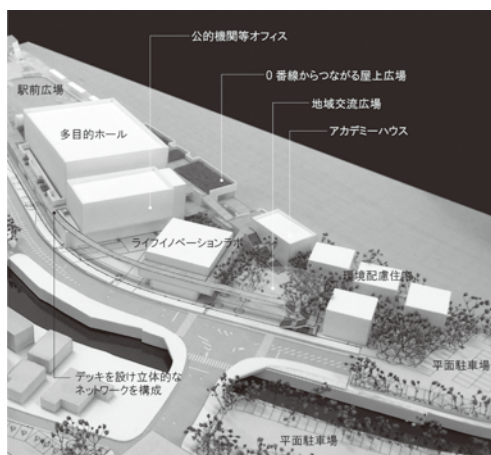 公的機関等オフィス
0番線からつながる屋上広場
駅前広場
地域交流広場
多目的ホール
アカデミーハウス
ライフイノベーションラボ
環境配慮住宅
平面駐車場
デッキを設け立体的な
ネットワークを構成
平面駐車場